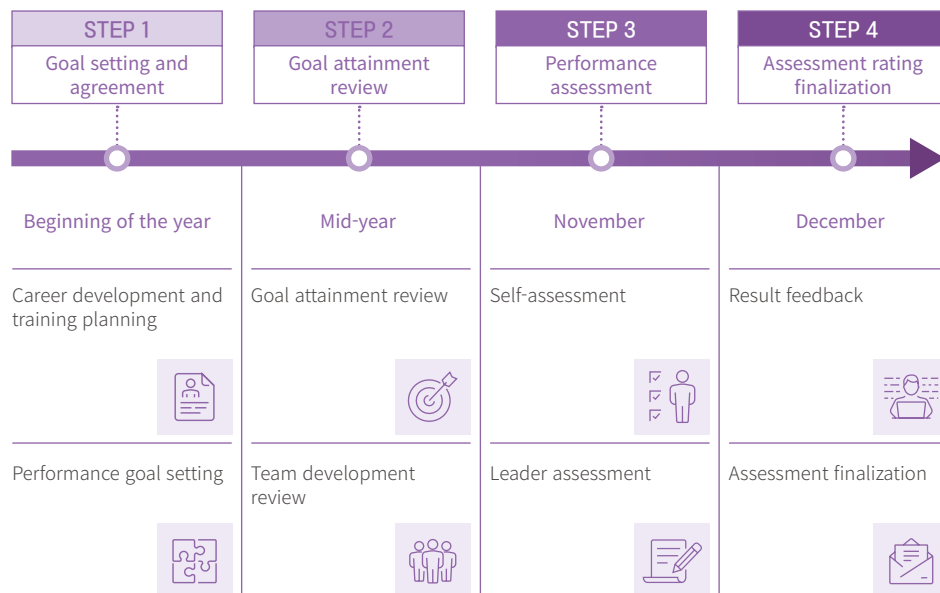 STEP 1
Goal setting and
agreement
STEP 2
Goal attainment
review
STEP 3
Performance
assessment
STEP 4
Assessment rating
finalization
Beginning of the year
Mid-year
November
December
Career development and
training planning
Goal attainment review
Self-assessment
Result feedback
Performance goal setting
Team development
review
Leader assessment
Assessment finalization